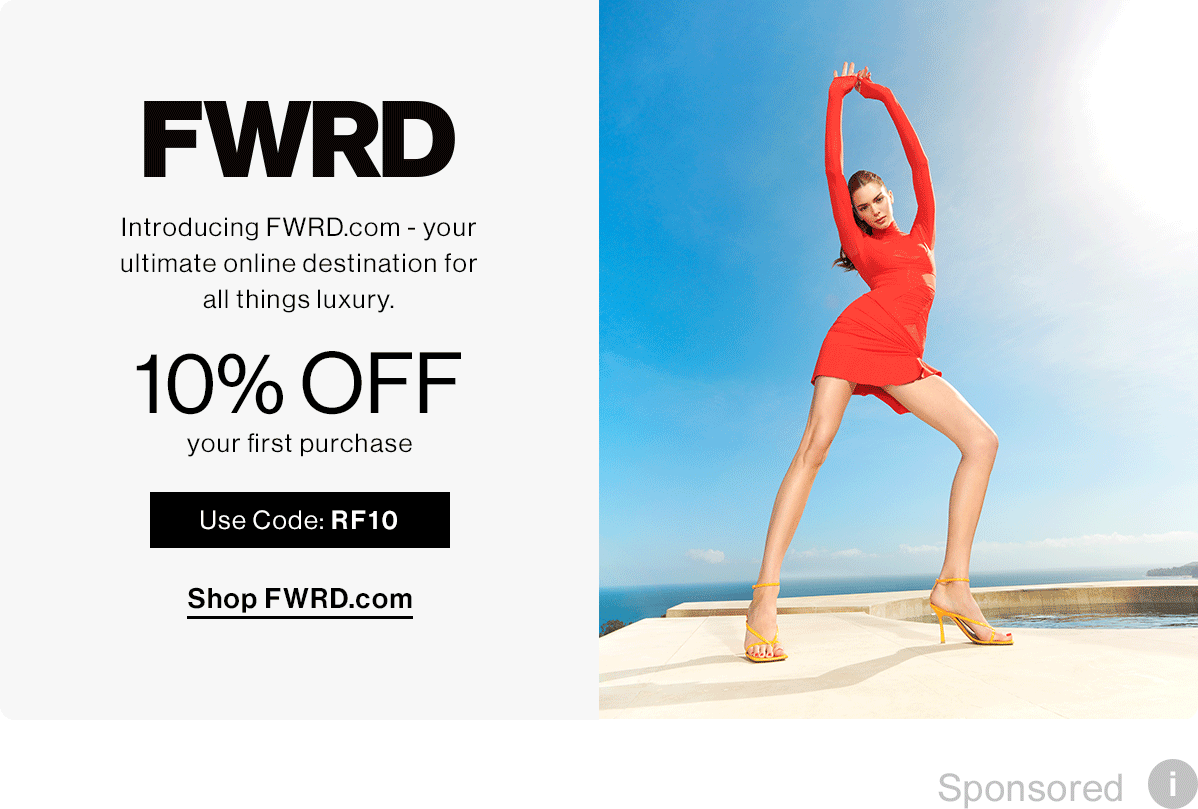 FWRD
Introducing FWRD.com - your
ultimate online destination for
all things luxury.
10% OFF
your first purchase
Use Code: RF10
Shop FWRD.com
Sponsored
i